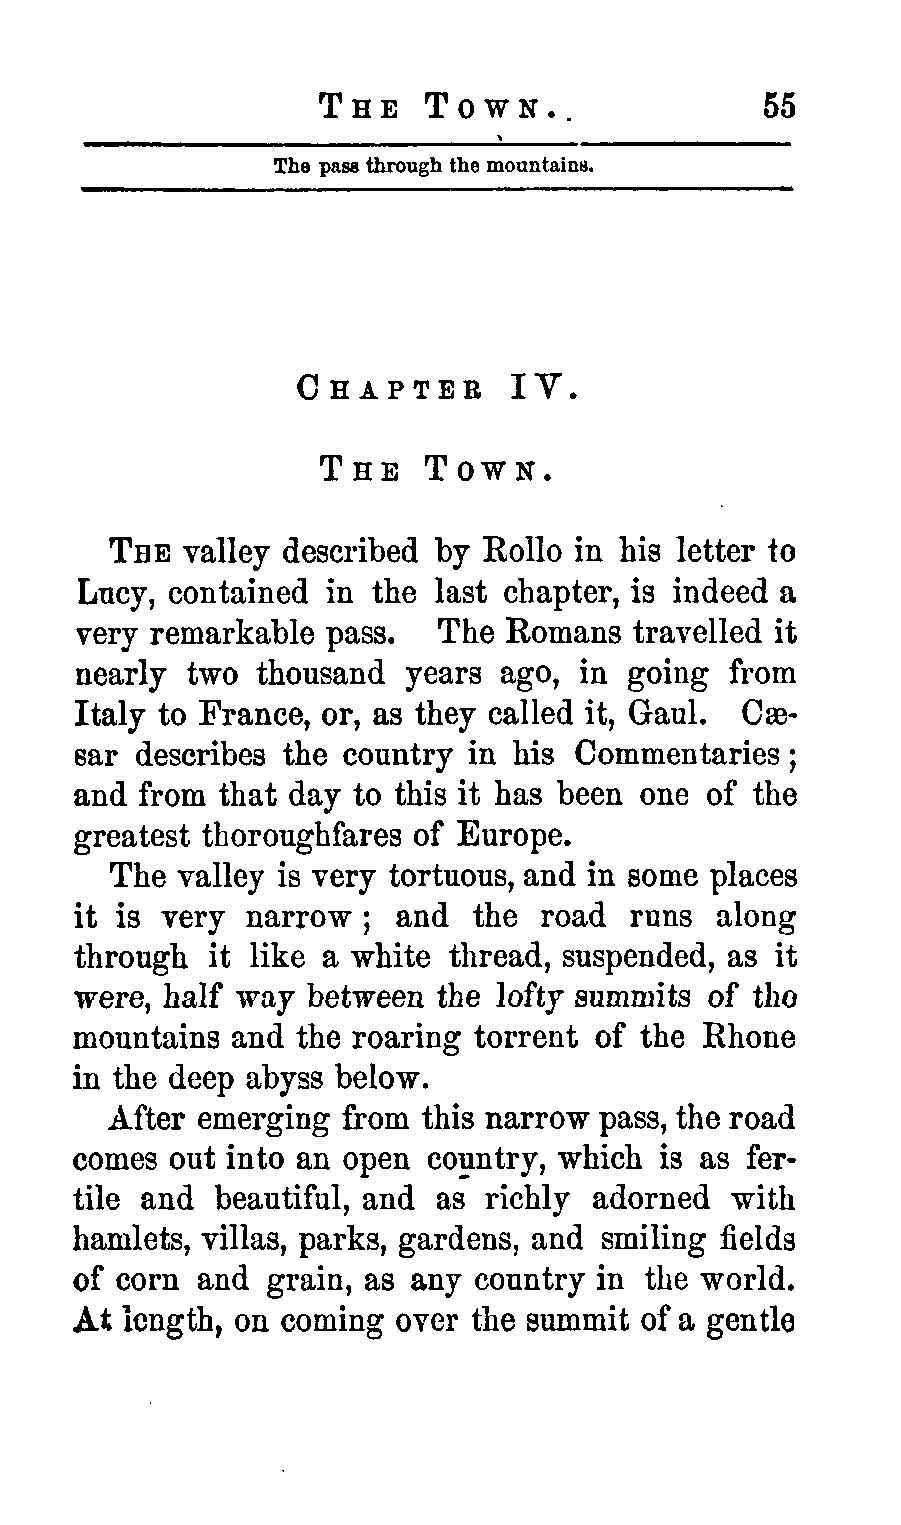 THE TOWN. 55
The pass through the mountains.
CHAPTER IV.
THE TOWN.
THE valley described by Rollo in his letter to
Lucy, contained in the last chapter, is indeed a
very remarkable pass. The Romans travelled it
nearly two thousand years ago, in going from
Italy to France, or, as they called it, Gaul. Cæ-
sar describes the country in his Commentaries;
and from that day to this it has been one of the
greatest thoroughfares of Europe.
The valley is very tortuous, and in some places
it is very narrow; and the road runs along
through it like a white thread, suspended, as it
were, half way between the lofty summits of the
mountains and the roaring torrent of the Rhone
in the deep abyss below.
After emerging from this narrow pass, the road
comes out into an open country, which is as fer-
tile and beautiful, and as richly adorned with
hamlets, villas, parks, gardens, and smiling fields
of corn and grain, as any country in the world.
At length, on coming over the summit of a gentle